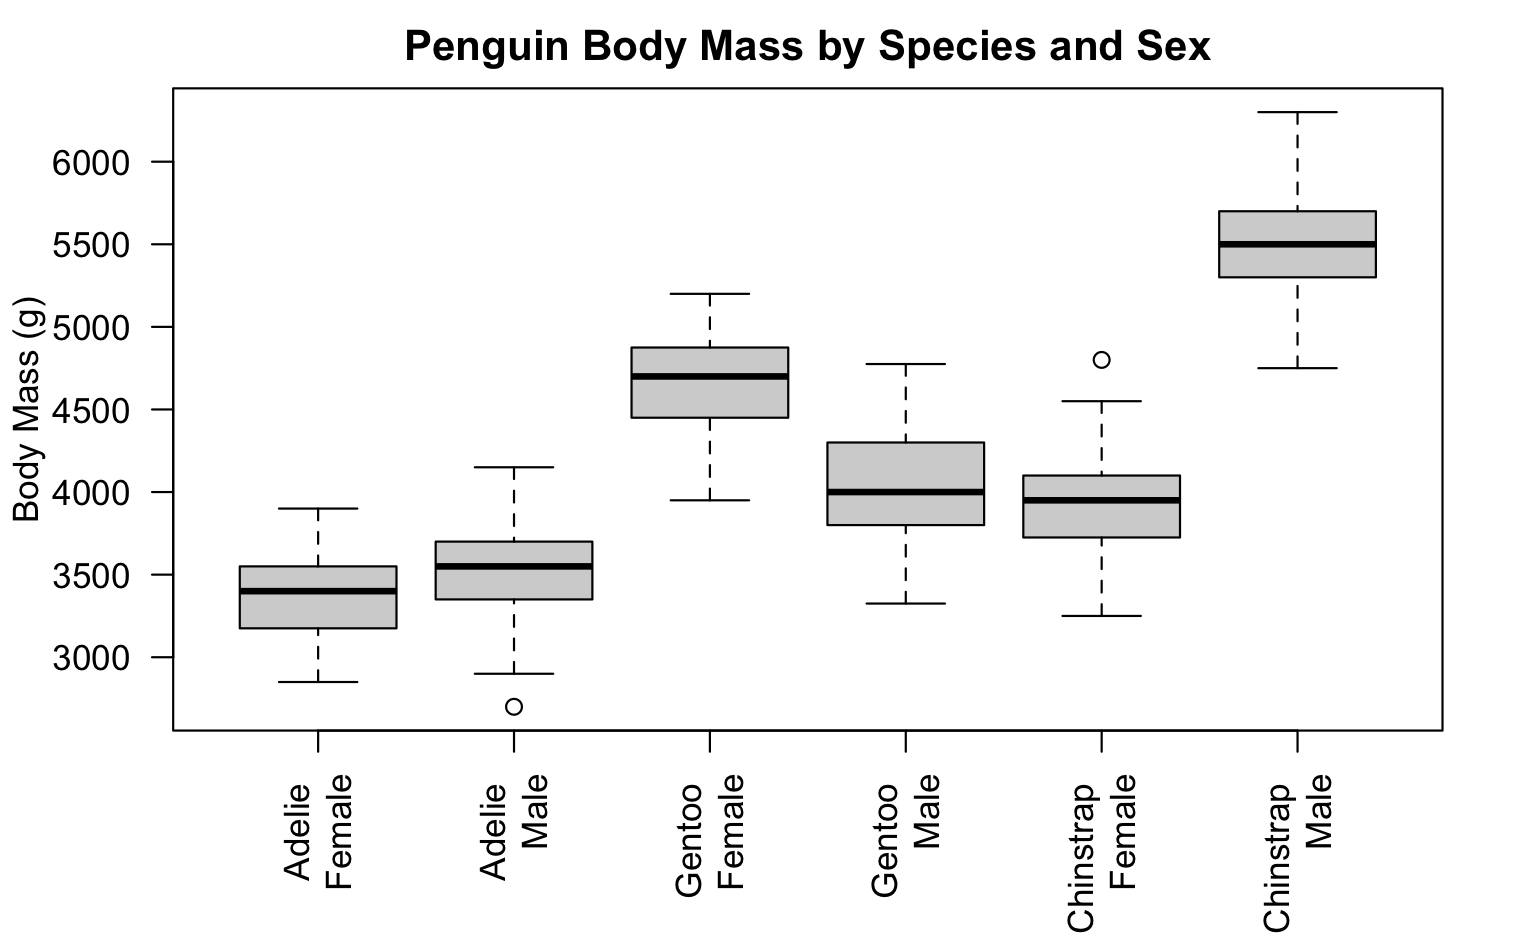 Penguin Body Mass by Species and Sex
Body Mass (g)
6000
5500
5000
4500
4000
3500
3000
Adelie
Female
Adelie
Male
Gentoo
Female
Gentoo
Male
Chinstrap
Female
Chinstrap
Male